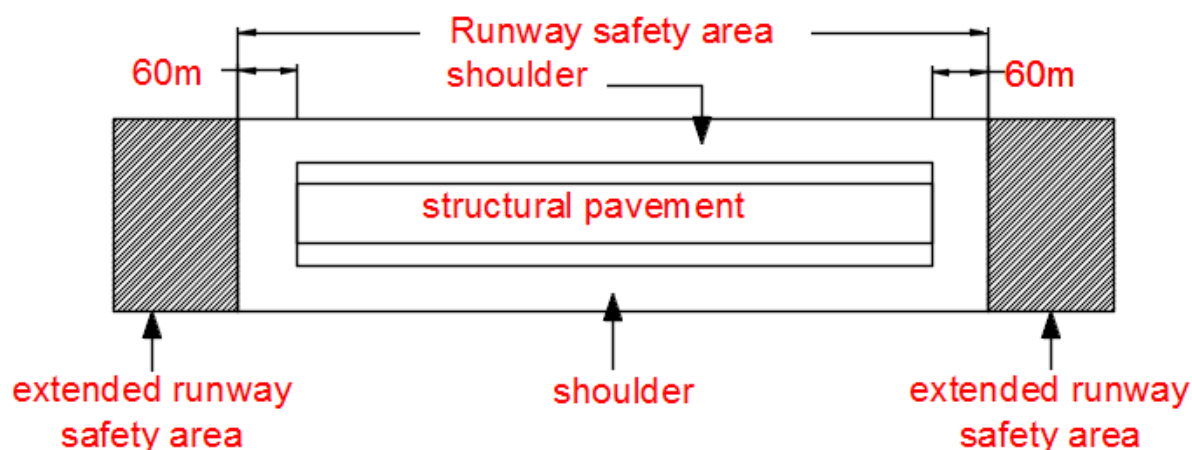 Runway safety area
60m
shoulder
60m
structural pavement
extended runway
safety area
shoulder
extended runway
safety area